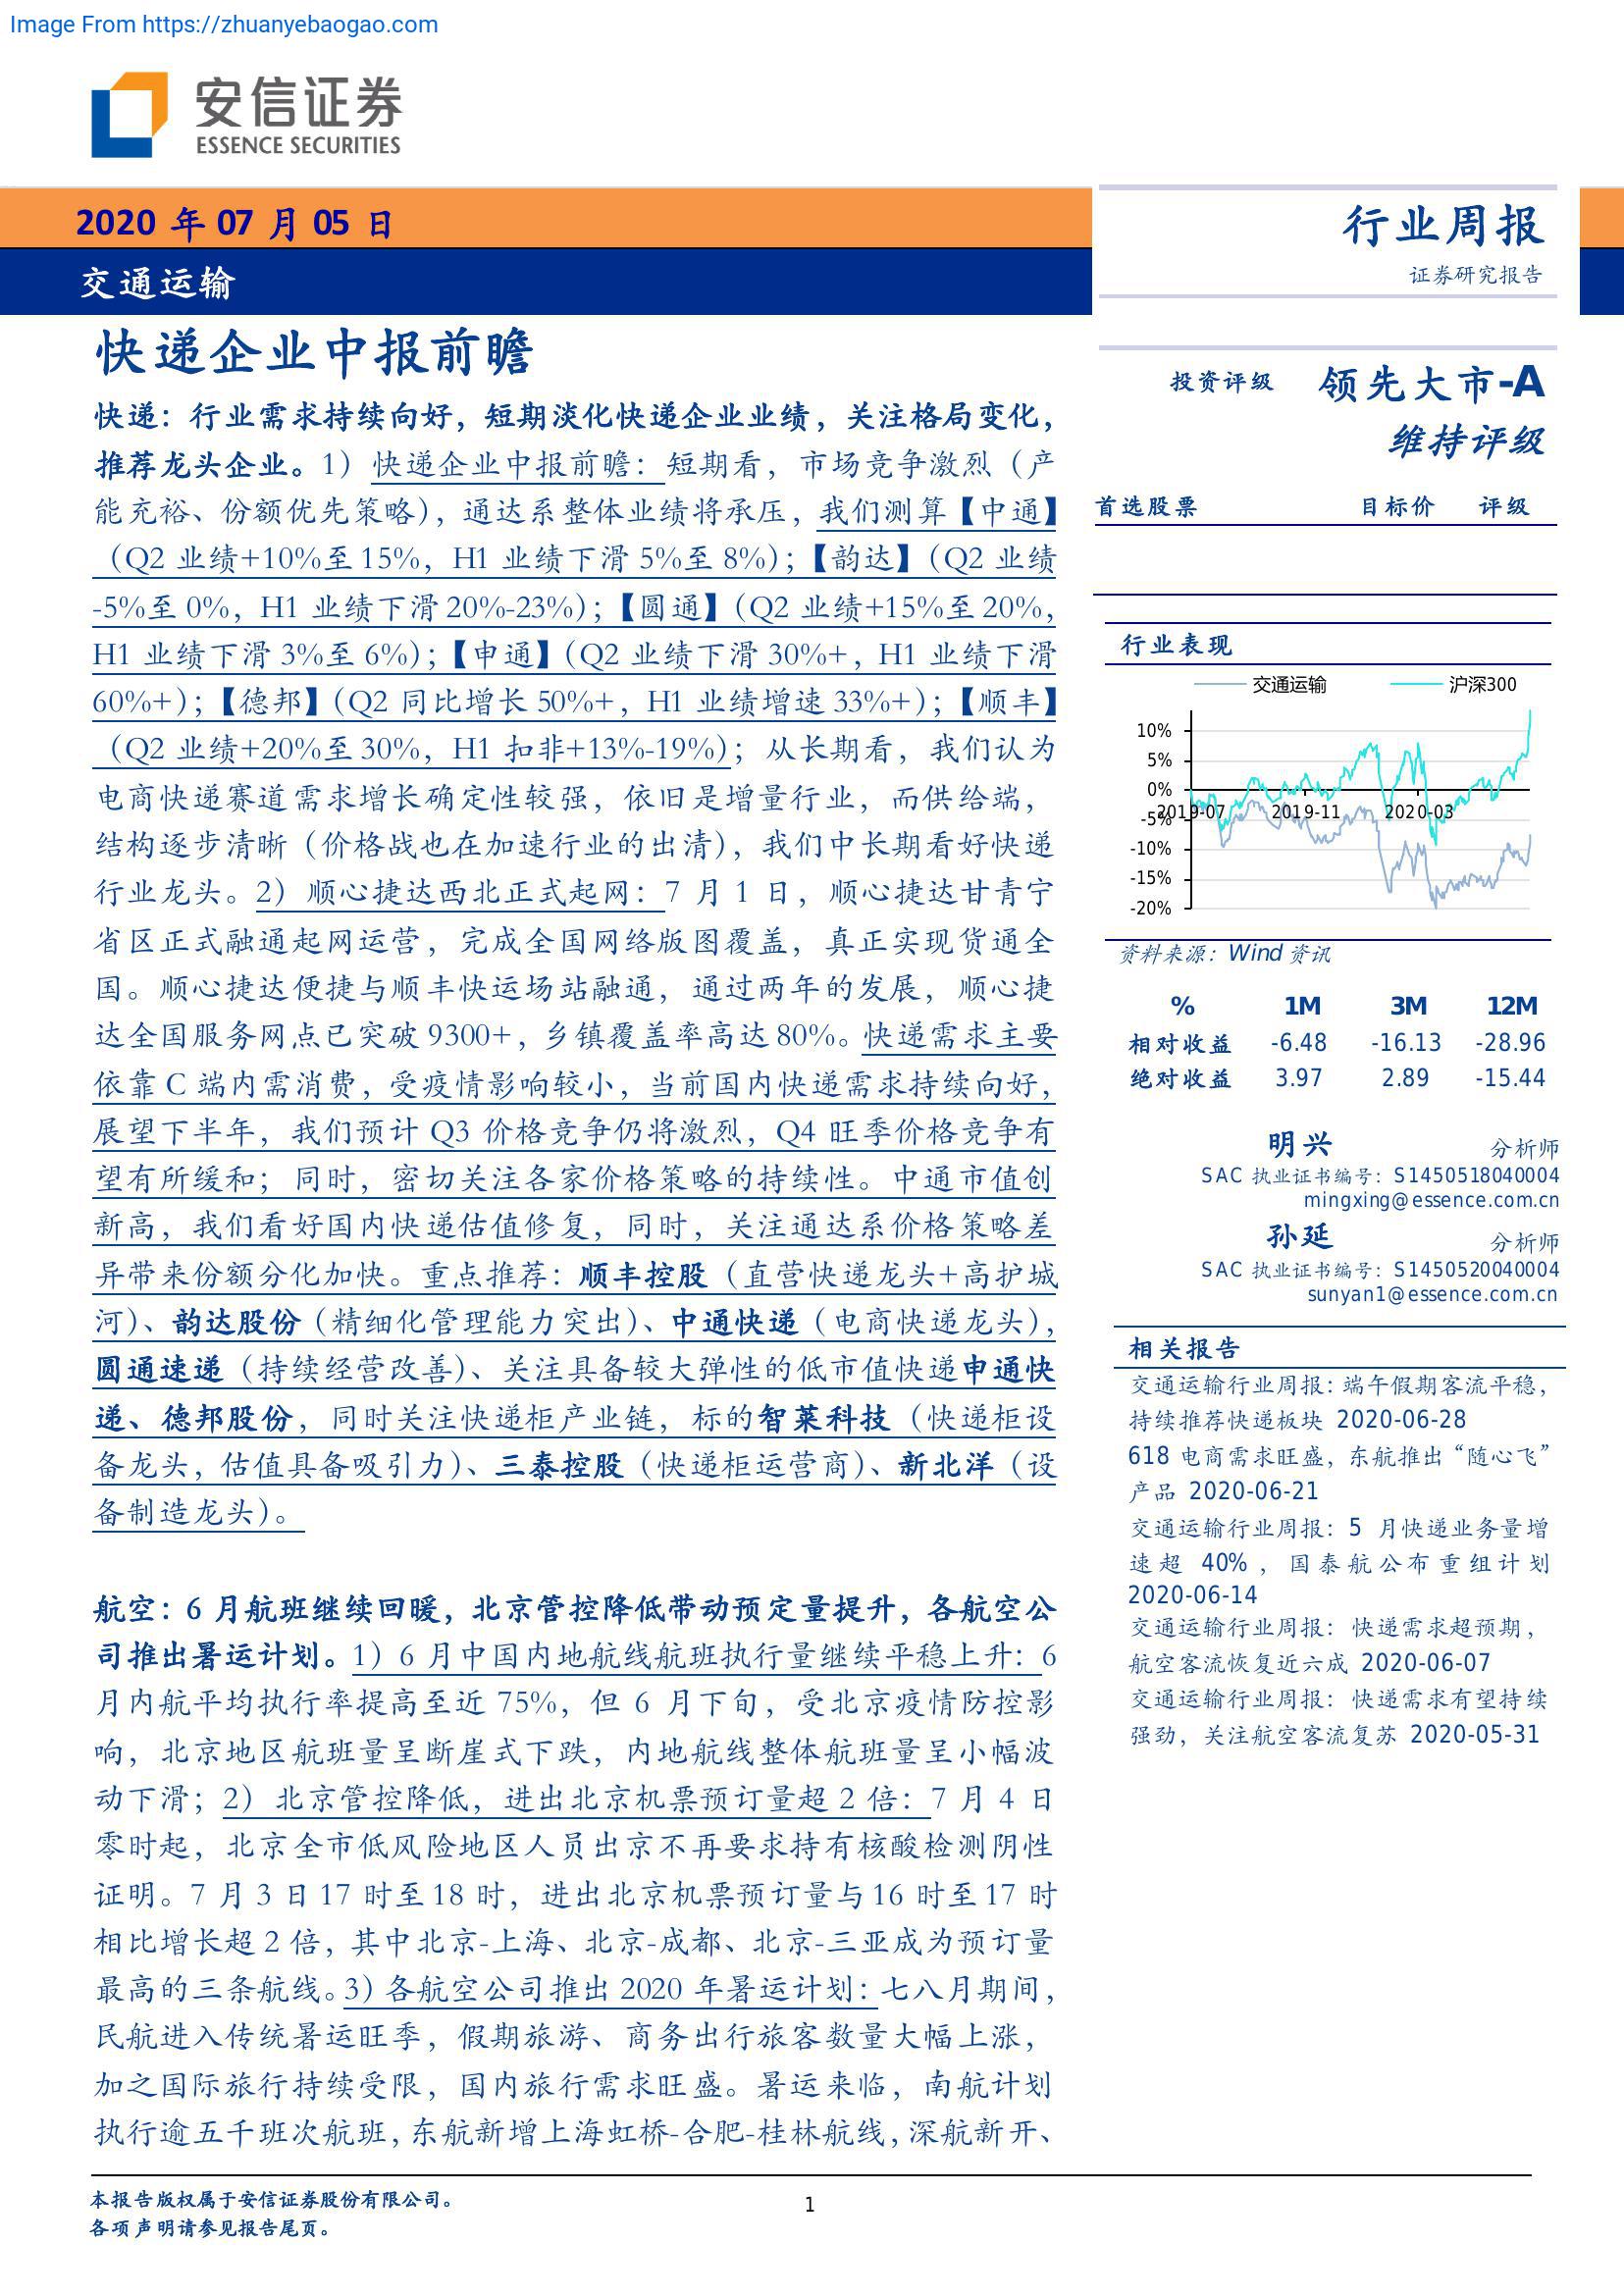 Image From https://zhuanyebaogao.com
安信证券
ESSENCE SECURITIES
2020 年 07 月 05 日
交通运输
行业周报
证券研究报告
快递企业中报前瞻
快递：行业需求持续向好，短期淡化快递企业业绩，关注格局变化，
推荐龙头企业。1）快递企业中报前瞻：短期看，市场竞争激烈（产
能充裕、份额优先策略），通达系整体业绩将承压，我们测算【中通】
（Q2 业绩+10%至 15%，H1 业绩下滑 5%至 8%）；【韵达】（Q2 业绩
-5%至 0%，H1 业绩下滑 20%-23%）；【圆通】（Q2 业绩+15%至 20%，
H1 业绩下滑 3%至 6%）；【申通】（Q2 业绩下滑 30%+，H1 业绩下滑
60%+）；【德邦】（Q2 同比增长 50%+，H1 业绩增速 33%+）；【顺丰】
（Q2 业绩+20%至 30%，H1 扣非+13%-19%）；从长期看，我们认为
电商快递赛道需求增长确定性较强，依旧是增量行业，而供给端，
结构逐步清晰（价格战也在加速行业的出清），我们中长期看好快递
行业龙头。2）顺心捷达西北正式起网：7 月 1 日，顺心捷达甘青宁
省区正式融通起网运营，完成全国网络版图覆盖，真正实现货通全
国。顺心捷达便捷与顺丰快运场站融通，通过两年的发展，顺心捷
达全国服务网点已突破 9300+，乡镇覆盖率高达 80%。快递需求主要
依靠 C 端内需消费，受疫情影响较小，当前国内快递需求持续向好，
展望下半年，我们预计 Q3 价格竞争仍将激烈，Q4 旺季价格竞争有
望有所缓和；同时，密切关注各家价格策略的持续性。中通市值创
新高，我们看好国内快递估值修复，同时，关注通达系价格策略差
异带来份额分化加快。重点推荐：顺丰控股（直营快递龙头+高护城
河）、韵达股份（精细化管理能力突出）、中通快递（电商快递龙头），
圆通速递（持续经营改善）、关注具备较大弹性的低市值快递申通快
递、德邦股份，同时关注快递柜产业链，标的智莱科技（快递柜设
备龙头，估值具备吸引力）、三泰控股（快递柜运营商）、新北洋（设
备制造龙头）。
航空：6 月航班继续回暖，北京管控降低带动预定量提升，各航空公
司推出暑运计划。1）6 月中国内地航线航班执行量继续平稳上升：6
月内航平均执行率提高至近 75%，但 6 月下旬，受北京疫情防控影
响，北京地区航班量呈断崖式下跌，内地航线整体航班量呈小幅波
动下滑；2）北京管控降低，进出北京机票预订量超 2 倍：7 月 4 日
零时起，北京全市低风险地区人员出京不再要求持有核酸检测阴性
证明。7 月 3 日 17 时至 18 时，进出北京机票预订量与 16 时至 17 时
相比增长超 2 倍，其中北京-上海、北京-成都、北京-三亚成为预订量
最高的三条航线。3）各航空公司推出 2020 年暑运计划：七八月期间，
民航进入传统暑运旺季，假期旅游、商务出行旅客数量大幅上涨，
加之国际旅行持续受限，国内旅行需求旺盛。暑运来临，南航计划
执行逾五千班次航班，东航新增上海虹桥-合肥-桂林航线，深航新开、
投资评级 领先大市-A
维持评级
首选股票 目标价 评级
行业表现
交通运输 沪深300
10%
5%
0%
-5%
-10%
-15%
-20%
2019-07 2019-11 2020-03
资料来源：Wind 资讯
% 1M 3M 12M
相对收益 -6.48 -16.13 -28.96
绝对收益 3.97 2.89 -15.44
明兴 分析师
SAC 执业证书编号：S1450518040004
mingxing@essence.com.cn
孙延 分析师
SAC 执业证书编号：S1450520040004
sunyan1@essence.com.cn
相关报告
交通运输行业周报：端午假期客流平稳，
持续推荐快递板块 2020-06-28
618 电商需求旺盛，东航推出“随心飞”
产品 2020-06-21
交通运输行业周报：5 月快递业务量增
速超 40%，国泰航公布重组计划
2020-06-14
交通运输行业周报：快递需求超预期，
航空客流恢复近六成 2020-06-07
交通运输行业周报：快递需求有望持续
强劲，关注航空客流复苏 2020-05-31
本报告版权属于安信证券股份有限公司。
各项声明请参见报告尾页。
1